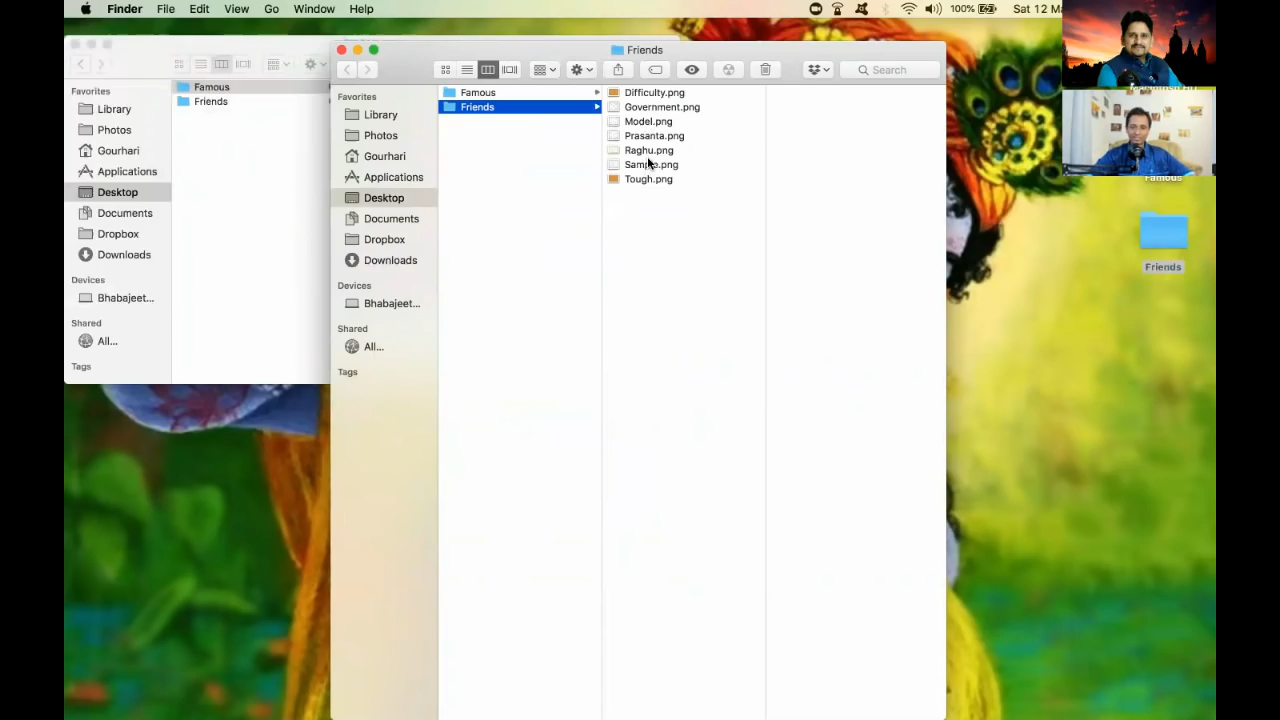 Finder File Edit View Go Window Help 100% Sat 12 Ma
Favorites
Library
Photos
Gourhari
Applications
Desktop
Documents
Dropbox
Downloads
Devices
Bhabajeet...
Shared
All...
Tags
Famous
Friends
Friends
Search
Favorites
Library
Photos
Gourhari
Applications
Desktop
Documents
Dropbox
Downloads
Devices
Bhabajeet...
Shared
All...
Tags
Famous
Friends
Difficulty.png
Government.png
Model.png
Prasanta.png
Raghu.png
Sample.png
Tough.png
Famous
Friends